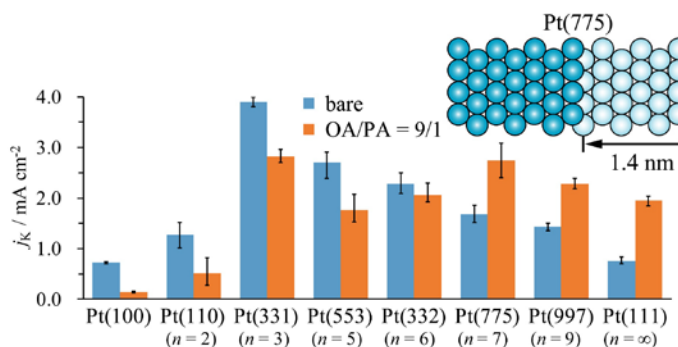 Pt(775)
1.4 nm
bare
OA/PA = 9/1
j_K / mA cm⁻²
4.0
3.0
2.0
1.0
0.0
Pt(100) Pt(110) Pt(331) Pt(553) Pt(332) Pt(775) Pt(997) Pt(111)
(n = 2) (n = 3) (n = 5) (n = 6) (n = 7) (n = 9) (n = ∞)